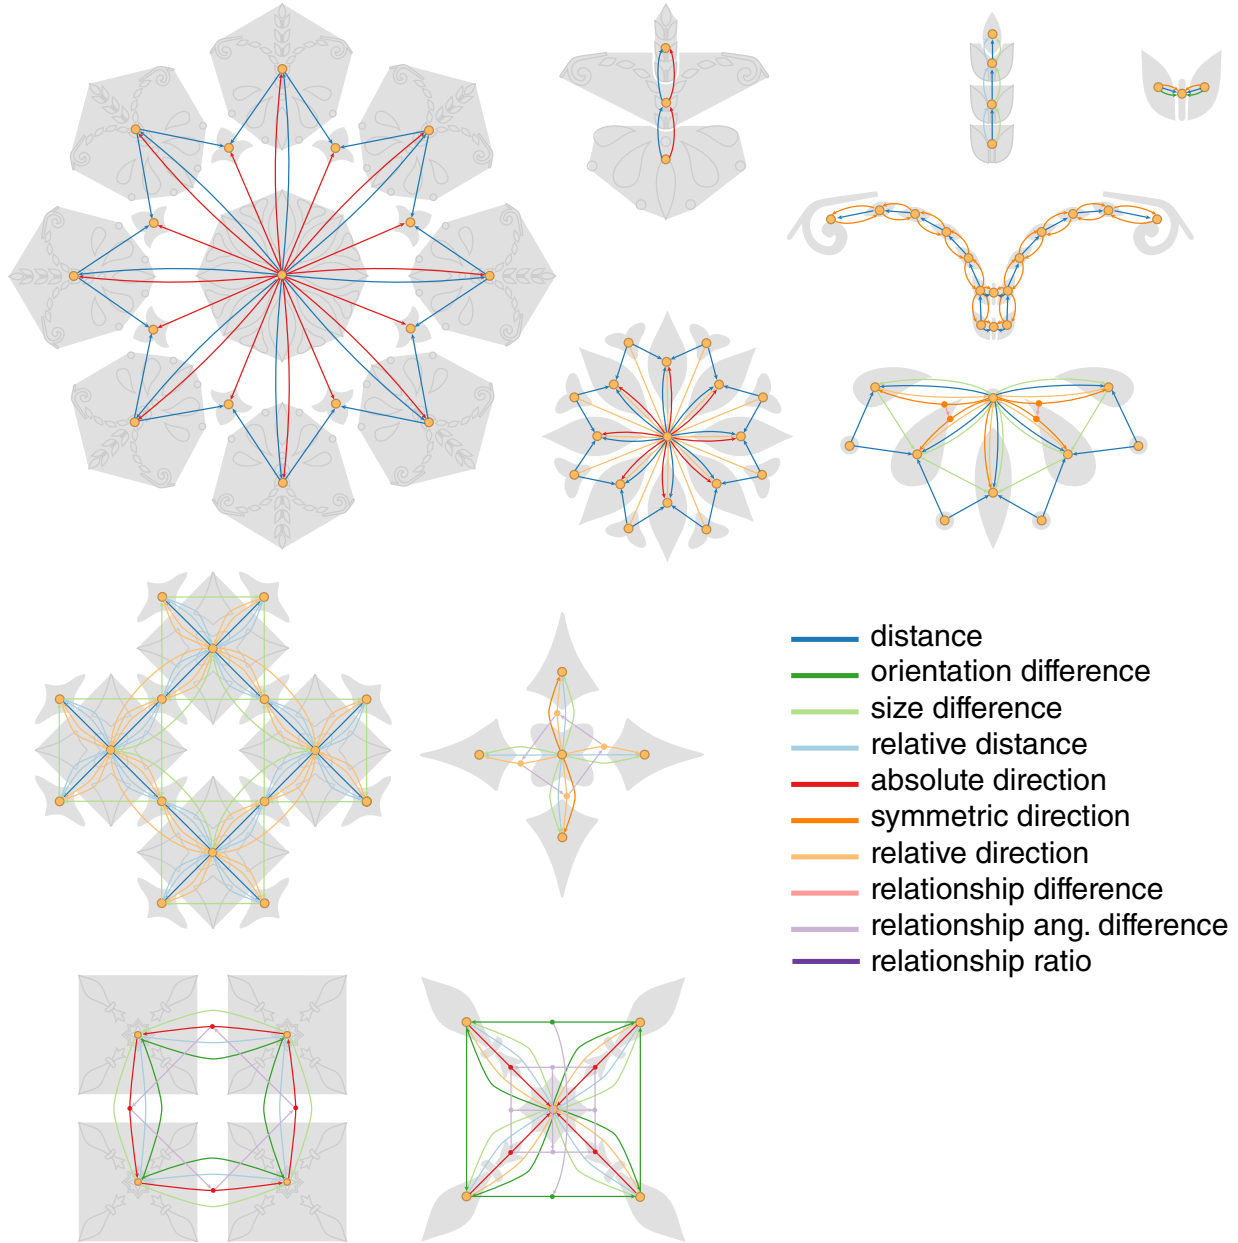 distance
orientation difference
size difference
relative distance
absolute direction
symmetric direction
relative direction
relationship difference
relationship ang. difference
relationship ratio